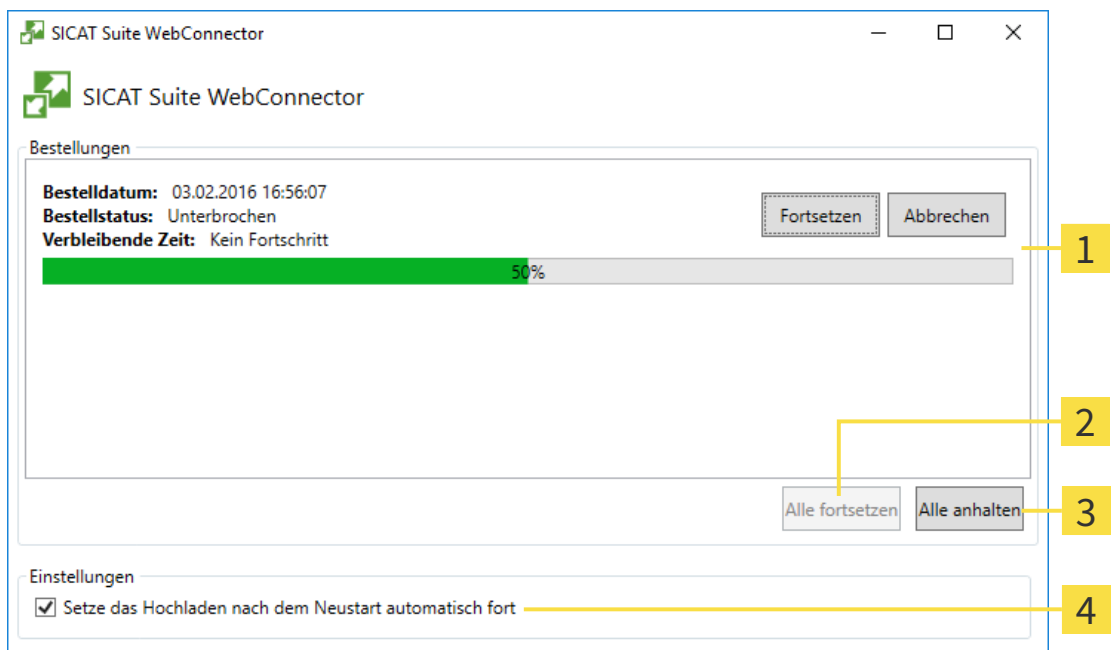 SICAT Suite WebConnector
SICAT Suite WebConnector
Bestellungen
Bestelldatum: 03.02.2016 16:56:07
Bestellstatus: Unterbrochen
Verbleibende Zeit: Kein Fortschritt
Fortsetzen
Abbrechen
1
50%
2
Alle fortsetzen
Alle anhalten
3
Einstellungen
Setze das Hochladen nach dem Neustart automatisch fort
4